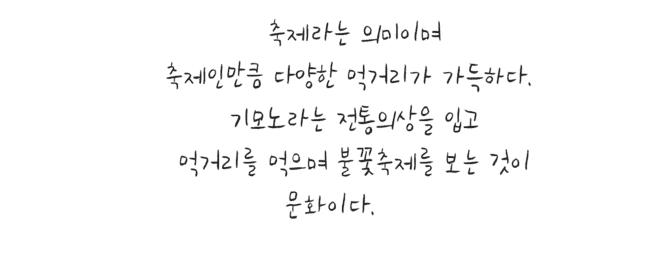 축제라는 의미이며
축제인만큼 다양한 먹거리가 가득하다.
기모노라는 전통의상을 입고
먹거리를 먹으며 불꽃축제를 보는 것이
문화이다.